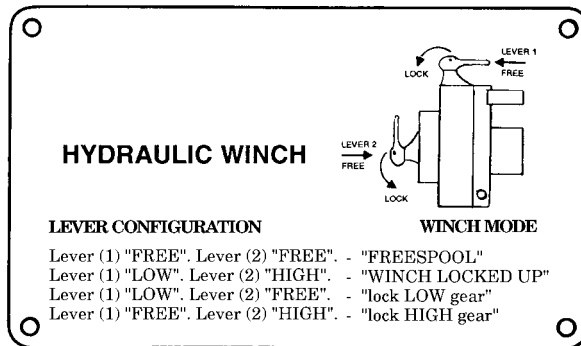 LEVER 1
LOCK
FREE
LEVER 2
FREE
LOCK
HYDRAULIC WINCH
LEVER CONFIGURATION WINCH MODE
Lever (1) "FREE". Lever (2) "FREE". - "FREESPOOL"
Lever (1) "LOW". Lever (2) "HIGH". - "WINCH LOCKED UP"
Lever (1) "LOW". Lever (2) "FREE". - "lock LOW gear"
Lever (1) "FREE". Lever (2) "HIGH". - "lock HIGH gear"